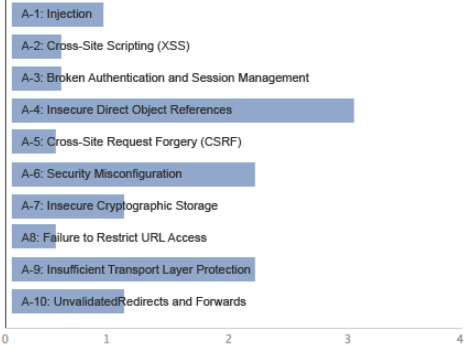 A-1: Injection
A-2: Cross-Site Scripting (XSS)
A-3: Broken Authentication and Session Management
A-4: Insecure Direct Object References
A-5: Cross-Site Request Forgery (CSRF)
A-6: Security Misconfiguration
A-7: Insecure Cryptographic Storage
A8: Failure to Restrict URL Access
A-9: Insufficient Transport Layer Protection
A-10: UnvalidatedRedirects and Forwards
0 1 2 3 4